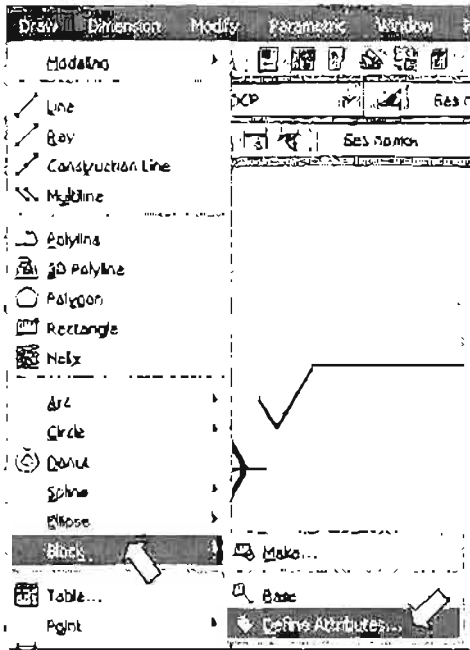 Draw Dimension Modify Parametric Window
Modeling
Line
Ray
Construction Line
Multiline
Polyline
3D Polyline
Polygon
Rectangle
Helix
Arc
Circle
Donut
Spline
Ellipse
Block
Table...
Point
Make...
Base
Define Attributes...